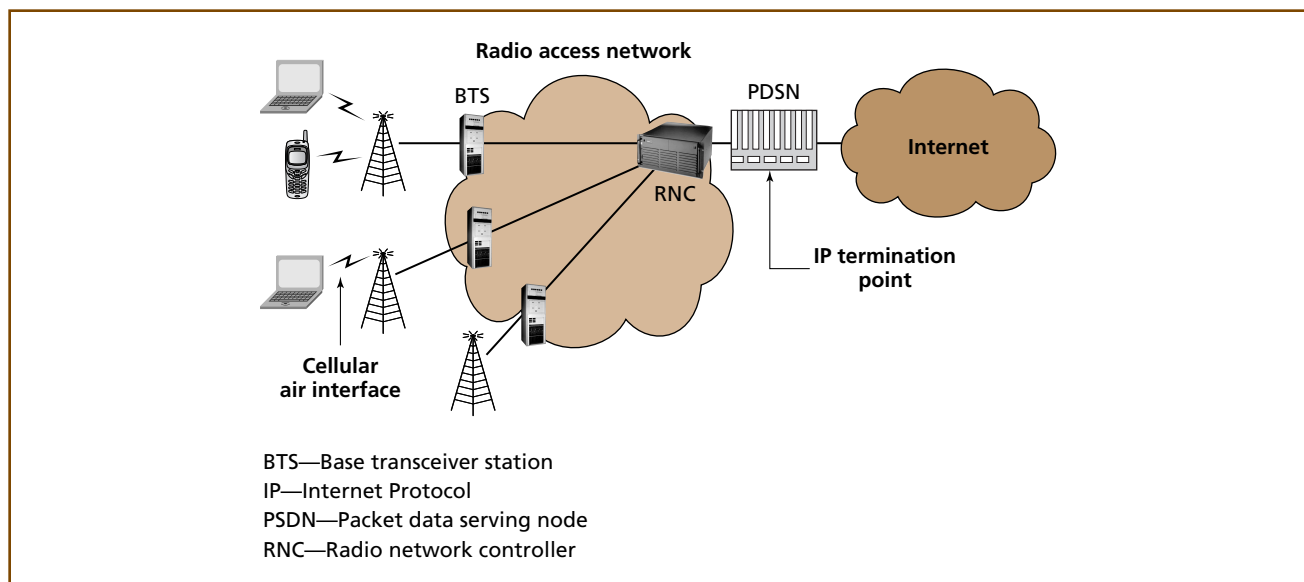 Radio access network
BTS
PDSN
Internet
RNC
IP termination
point
Cellular
air interface
BTS—Base transceiver station
IP—Internet Protocol
PSDN—Packet data serving node
RNC—Radio network controller